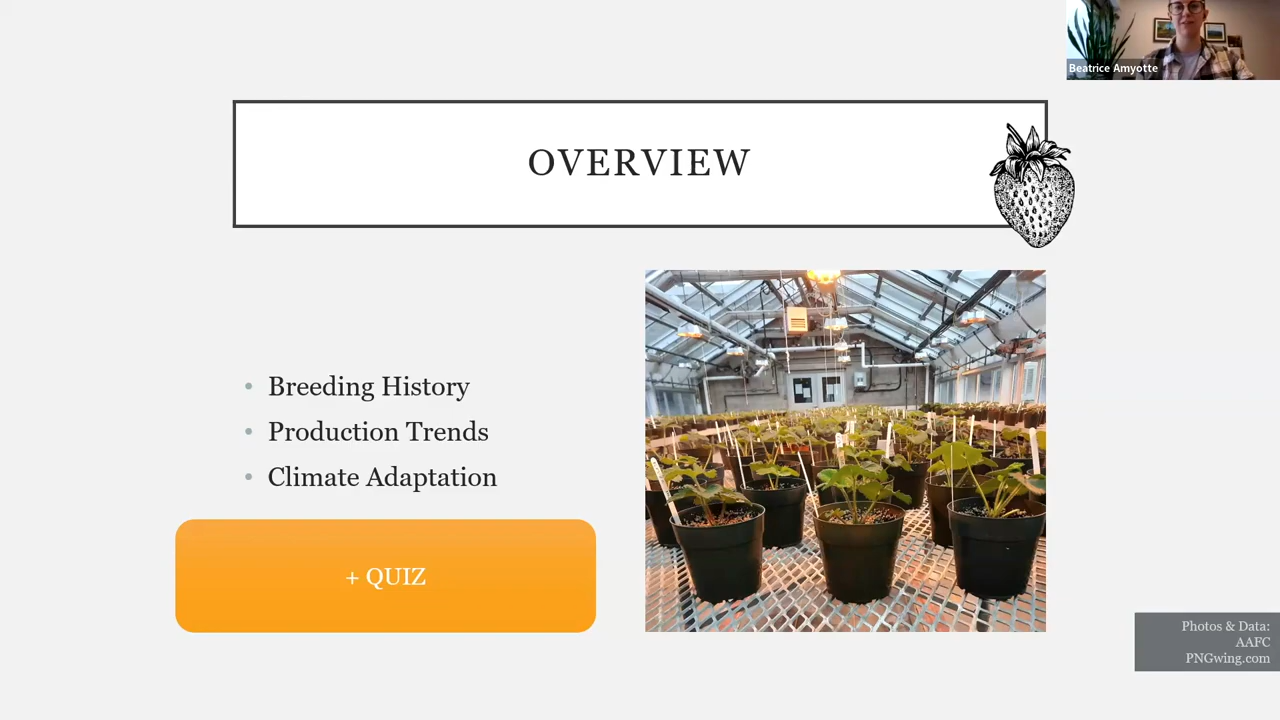 Beatrice Amyotte
OVERVIEW
• Breeding History
• Production Trends
• Climate Adaptation
+ QUIZ
Photos & Data:
AAFC
PNGwing.com